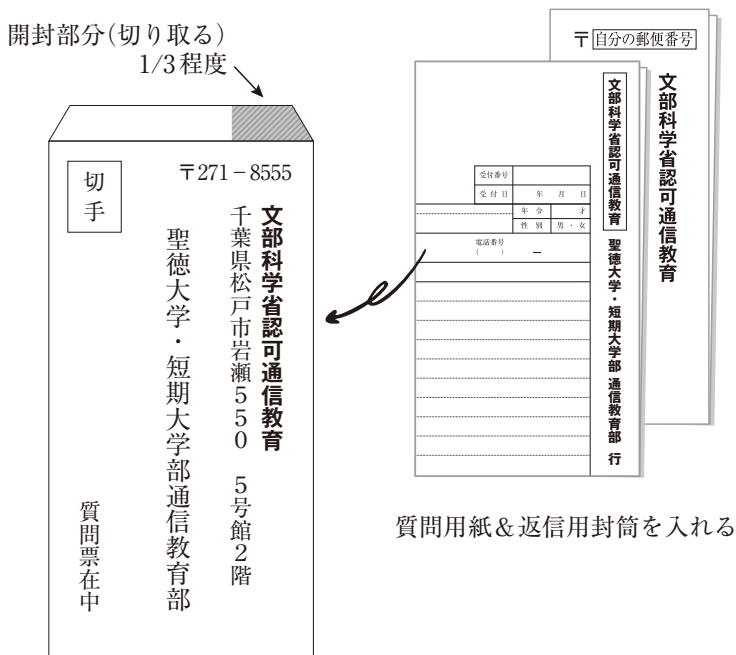 開封部分(切り取る)
1/3程度
切手
〒271－8555
文部科学省認可通信教育
千葉県松戸市岩瀬550 5号館2階
聖徳大学・短期大学部通信教育部
質問票在中
〒自分の郵便番号
文部科学省認可通信教育
文部科学省認可通信教育 聖徳大学・短期大学部 通信教育部 行
受付番号
受付日 年 月 日
年令 才
性別 男・女
電話番号
( ) ―
質問用紙＆返信用封筒を入れる